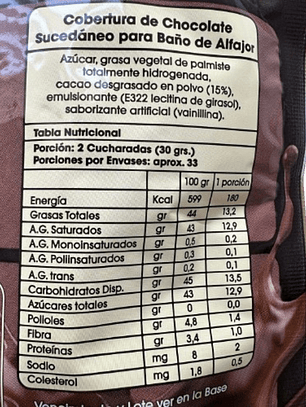 Cobertura de Chocolate
Sucedáneo para Baño de Alfajor
Azúcar, grasa vegetal de palmiste
totalmente hidrogenada,
cacao desgrasado en polvo (15%),
emulsionante (E322 lecitina de girasol),
saborizante artificial (vainillina).
Tabla Nutricional
Porción: 2 Cucharadas (30 grs.)
Porciones por Envases: aprox. 33
100 gr 1 porción
Energía Kcal 599 180
Grasas Totales gr 44 13,2
A.G. Saturados gr 43 12,9
A.G. Monoinsaturados gr 0,5 0,2
A.G. Poliinsaturados gr 0,3 0,1
A.G. trans gr 0,2 0,1
Carbohidratos Disp. gr 45 13,5
Azúcares totales gr 43 12,9
Polioles gr 0 0,0
Fibra gr 4,8 1,4
Proteínas gr 3,4 1,0
Sodio mg 8 2
Colesterol mg 1,8 0,5
Lote ver en la Base